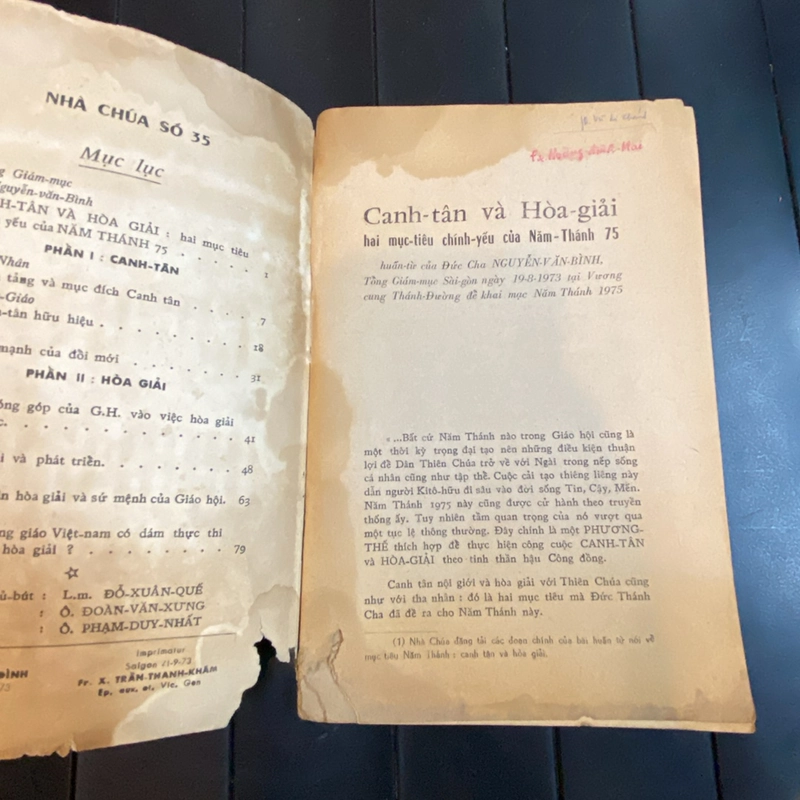 NHÀ CHÚA SỐ 35
Mục lục
Giám-mục
Nguyễn-văn-Bình
TÂN VÀ HÒA GIẢI : hai mục tiêu
yếu của NĂM THÁNH 75 . . . . . 1
PHẦN I : CANH-TÂN
Nhân
tảng và mục đích Canh tân . . . . 7
Giáo
tân hữu hiệu . . . . . . . . 18
mạnh của đổi mới . . . . . . 31
PHẦN II : HÒA GIẢI
góp của G.H. vào việc hòa giải
. . . . . . . . . . 41
và phát triển. . . . . . . . 48
hòa giải và sứ mệnh của Giáo hội. 63
giáo Việt-nam có dám thực thi
hòa giải ? . . . . . . . . 79
bút : L.m. ĐỖ-XUÂN-QUẾ
: Ô. ĐOÀN-VĂN-XƯNG
: Ô. PHẠM-DUY-NHẤT
Imprimatur
Saigon 11-9-73
Fr. X. TRẦN-THANH-KHÂM
Ep. aux. et. Vic. Gen
Canh-tân và Hòa-giải
hai mục-tiêu chính-yếu của Năm-Thánh 75
huấn-từ của Đức Cha NGUYỄN-VĂN-BÌNH,
Tổng Giám-mục Sài-gòn ngày 19-8-1973 tại Vương
cung Thánh-Đường để khai mạc Năm Thánh 1975
« ...Bất cứ Năm Thánh nào trong Giáo hội cũng là
một thời kỳ trọng đại tạo nên những điều kiện thuận
lợi để Dân Thiên Chúa trở về với Ngài trong nếp sống
cá nhân cũng như tập thể. Cuộc cải tạo thiêng liêng này
dẫn người Kitô-hữu đi sâu vào đời sống Tin, Cậy, Mến.
Năm Thánh 1975 này cũng được cử hành theo truyền
thống ấy. Tuy nhiên tầm quan trọng của nó vượt qua
một tục lệ thông thường. Đây chính là một PHƯƠNG-
THẾ thích hợp để thực hiện công cuộc CANH-TÂN
và HÒA-GIẢI theo tinh thần hậu Công đồng.
Canh tân nội giới và hòa giải với Thiên Chúa cũng
như với tha nhân : đó là hai mục tiêu mà Đức Thánh
Cha đã đề ra cho Năm Thánh này.
(1) Nhà Chúa đăng tải các đoạn chính của bài huấn từ nói về
mục tiêu Năm Thánh : canh tân và hòa giải.